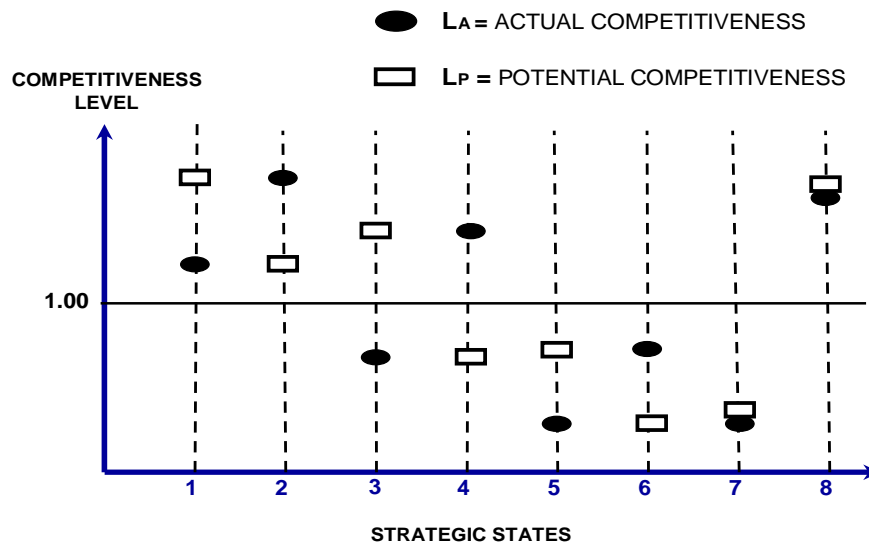 LA = ACTUAL COMPETITIVENESS
LP = POTENTIAL COMPETITIVENESS
COMPETITIVENESS
LEVEL
1.00
1 2 3 4 5 6 7 8
STRATEGIC STATES